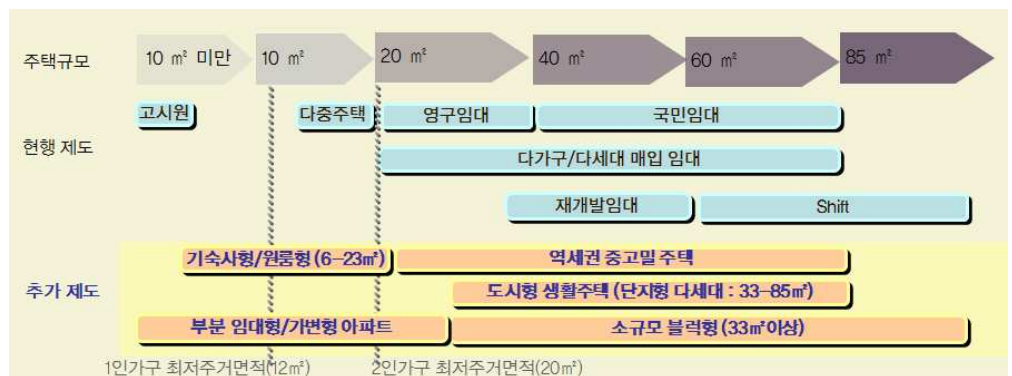 주택규모 10 ㎡ 미만 10 ㎡ 20 ㎡ 40 ㎡ 60 ㎡ 85 ㎡
현행 제도
고시원 다중주택 영구임대 국민임대
다가구/다세대 매입 임대
재개발임대 Shift
추가 제도
기숙사형/원룸형 (6-23㎡) 역세권 중고밀 주택
도시형 생활주택 (단지형 다세대 : 33-85㎡)
부분 임대형/가변형 아파트 소규모 블럭형 (33㎡이상)
1인가구 최저주거면적(12㎡) 2인가구 최저주거면적(20㎡)